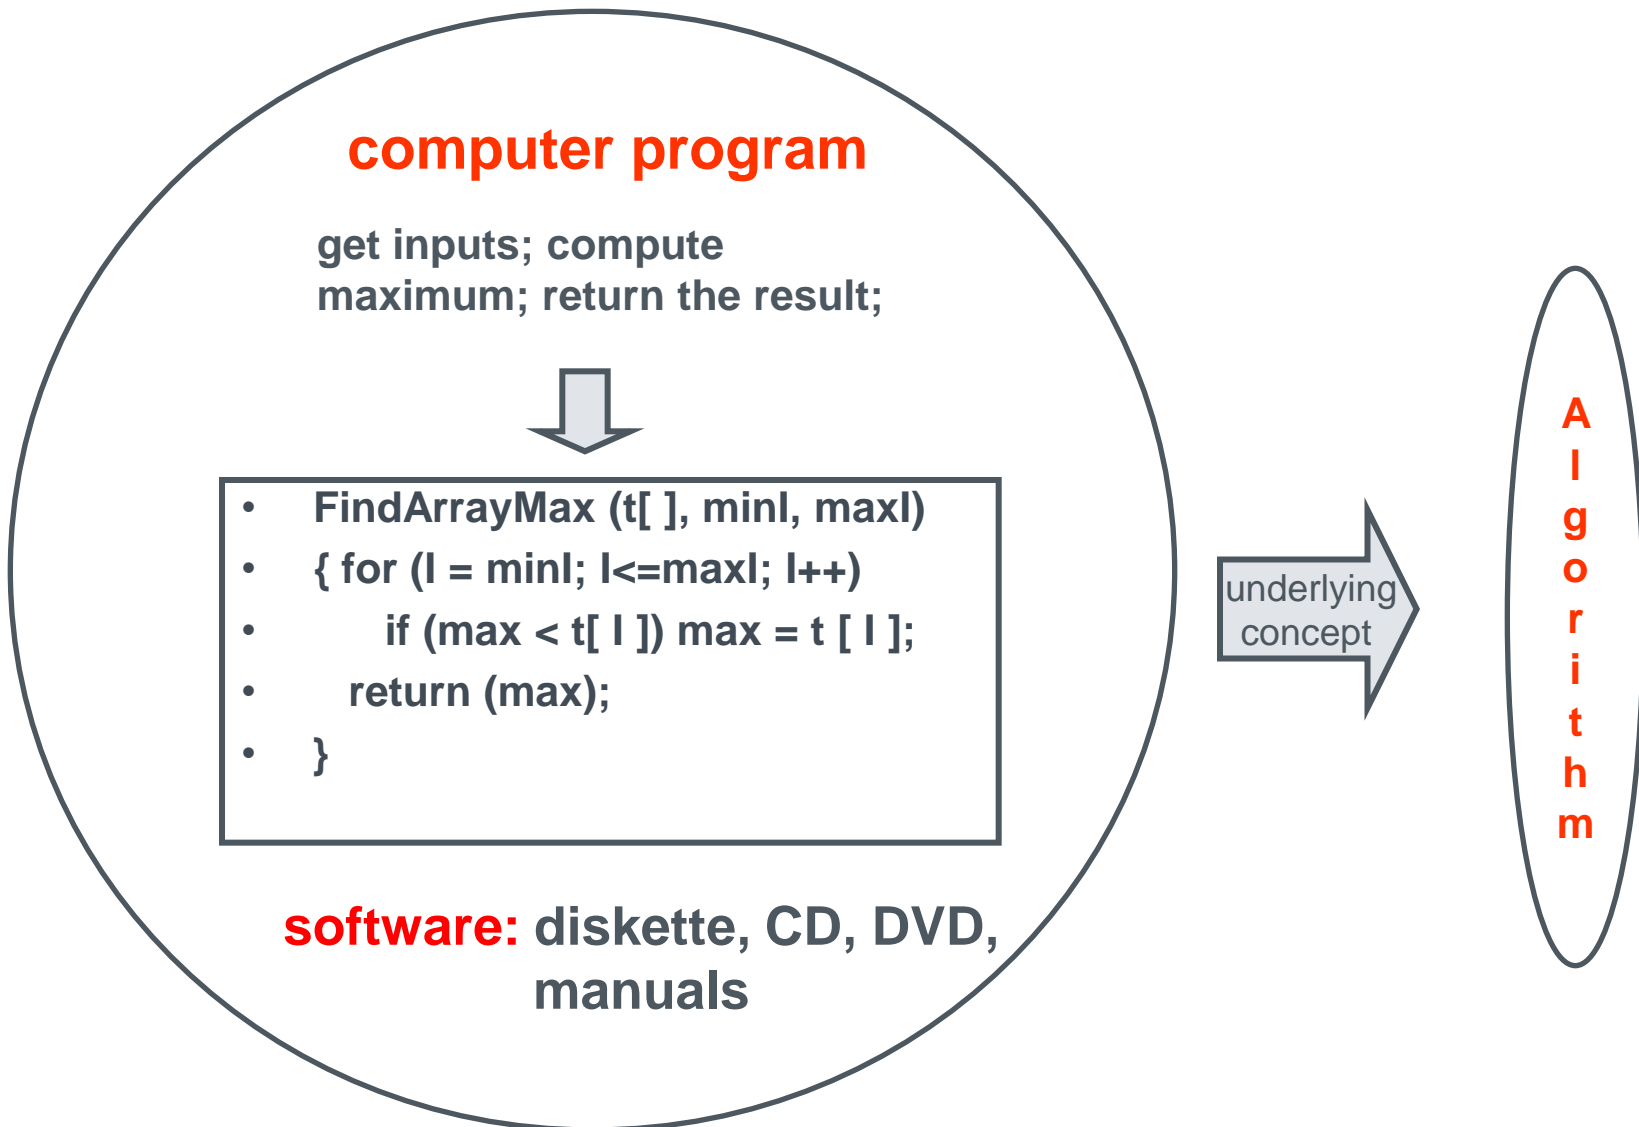 computer program
get inputs; compute
maximum; return the result;
• FindArrayMax (t[ ], minI, maxI)
• { for (I = minI; I<=maxI; I++)
• if (max < t[ I ]) max = t [ I ];
• return (max);
• }
software: diskette, CD, DVD,
manuals
underlying
concept
A
l
g
o
r
i
t
h
m